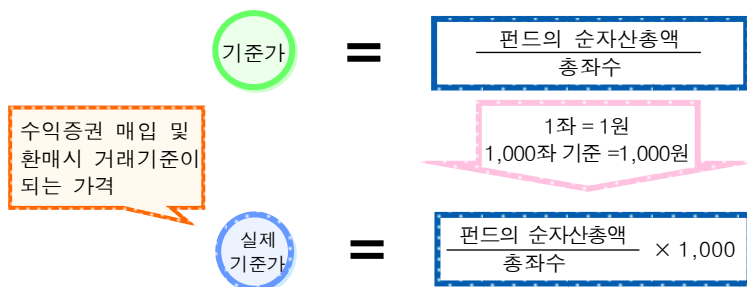 기준가
=
펀드의 순자산총액
총좌수
수익증권 매입 및
환매시 거래기준이
되는 가격
1좌 = 1원
1,000좌 기준 =1,000원
실제
기준가
=
펀드의 순자산총액
총좌수
× 1,000